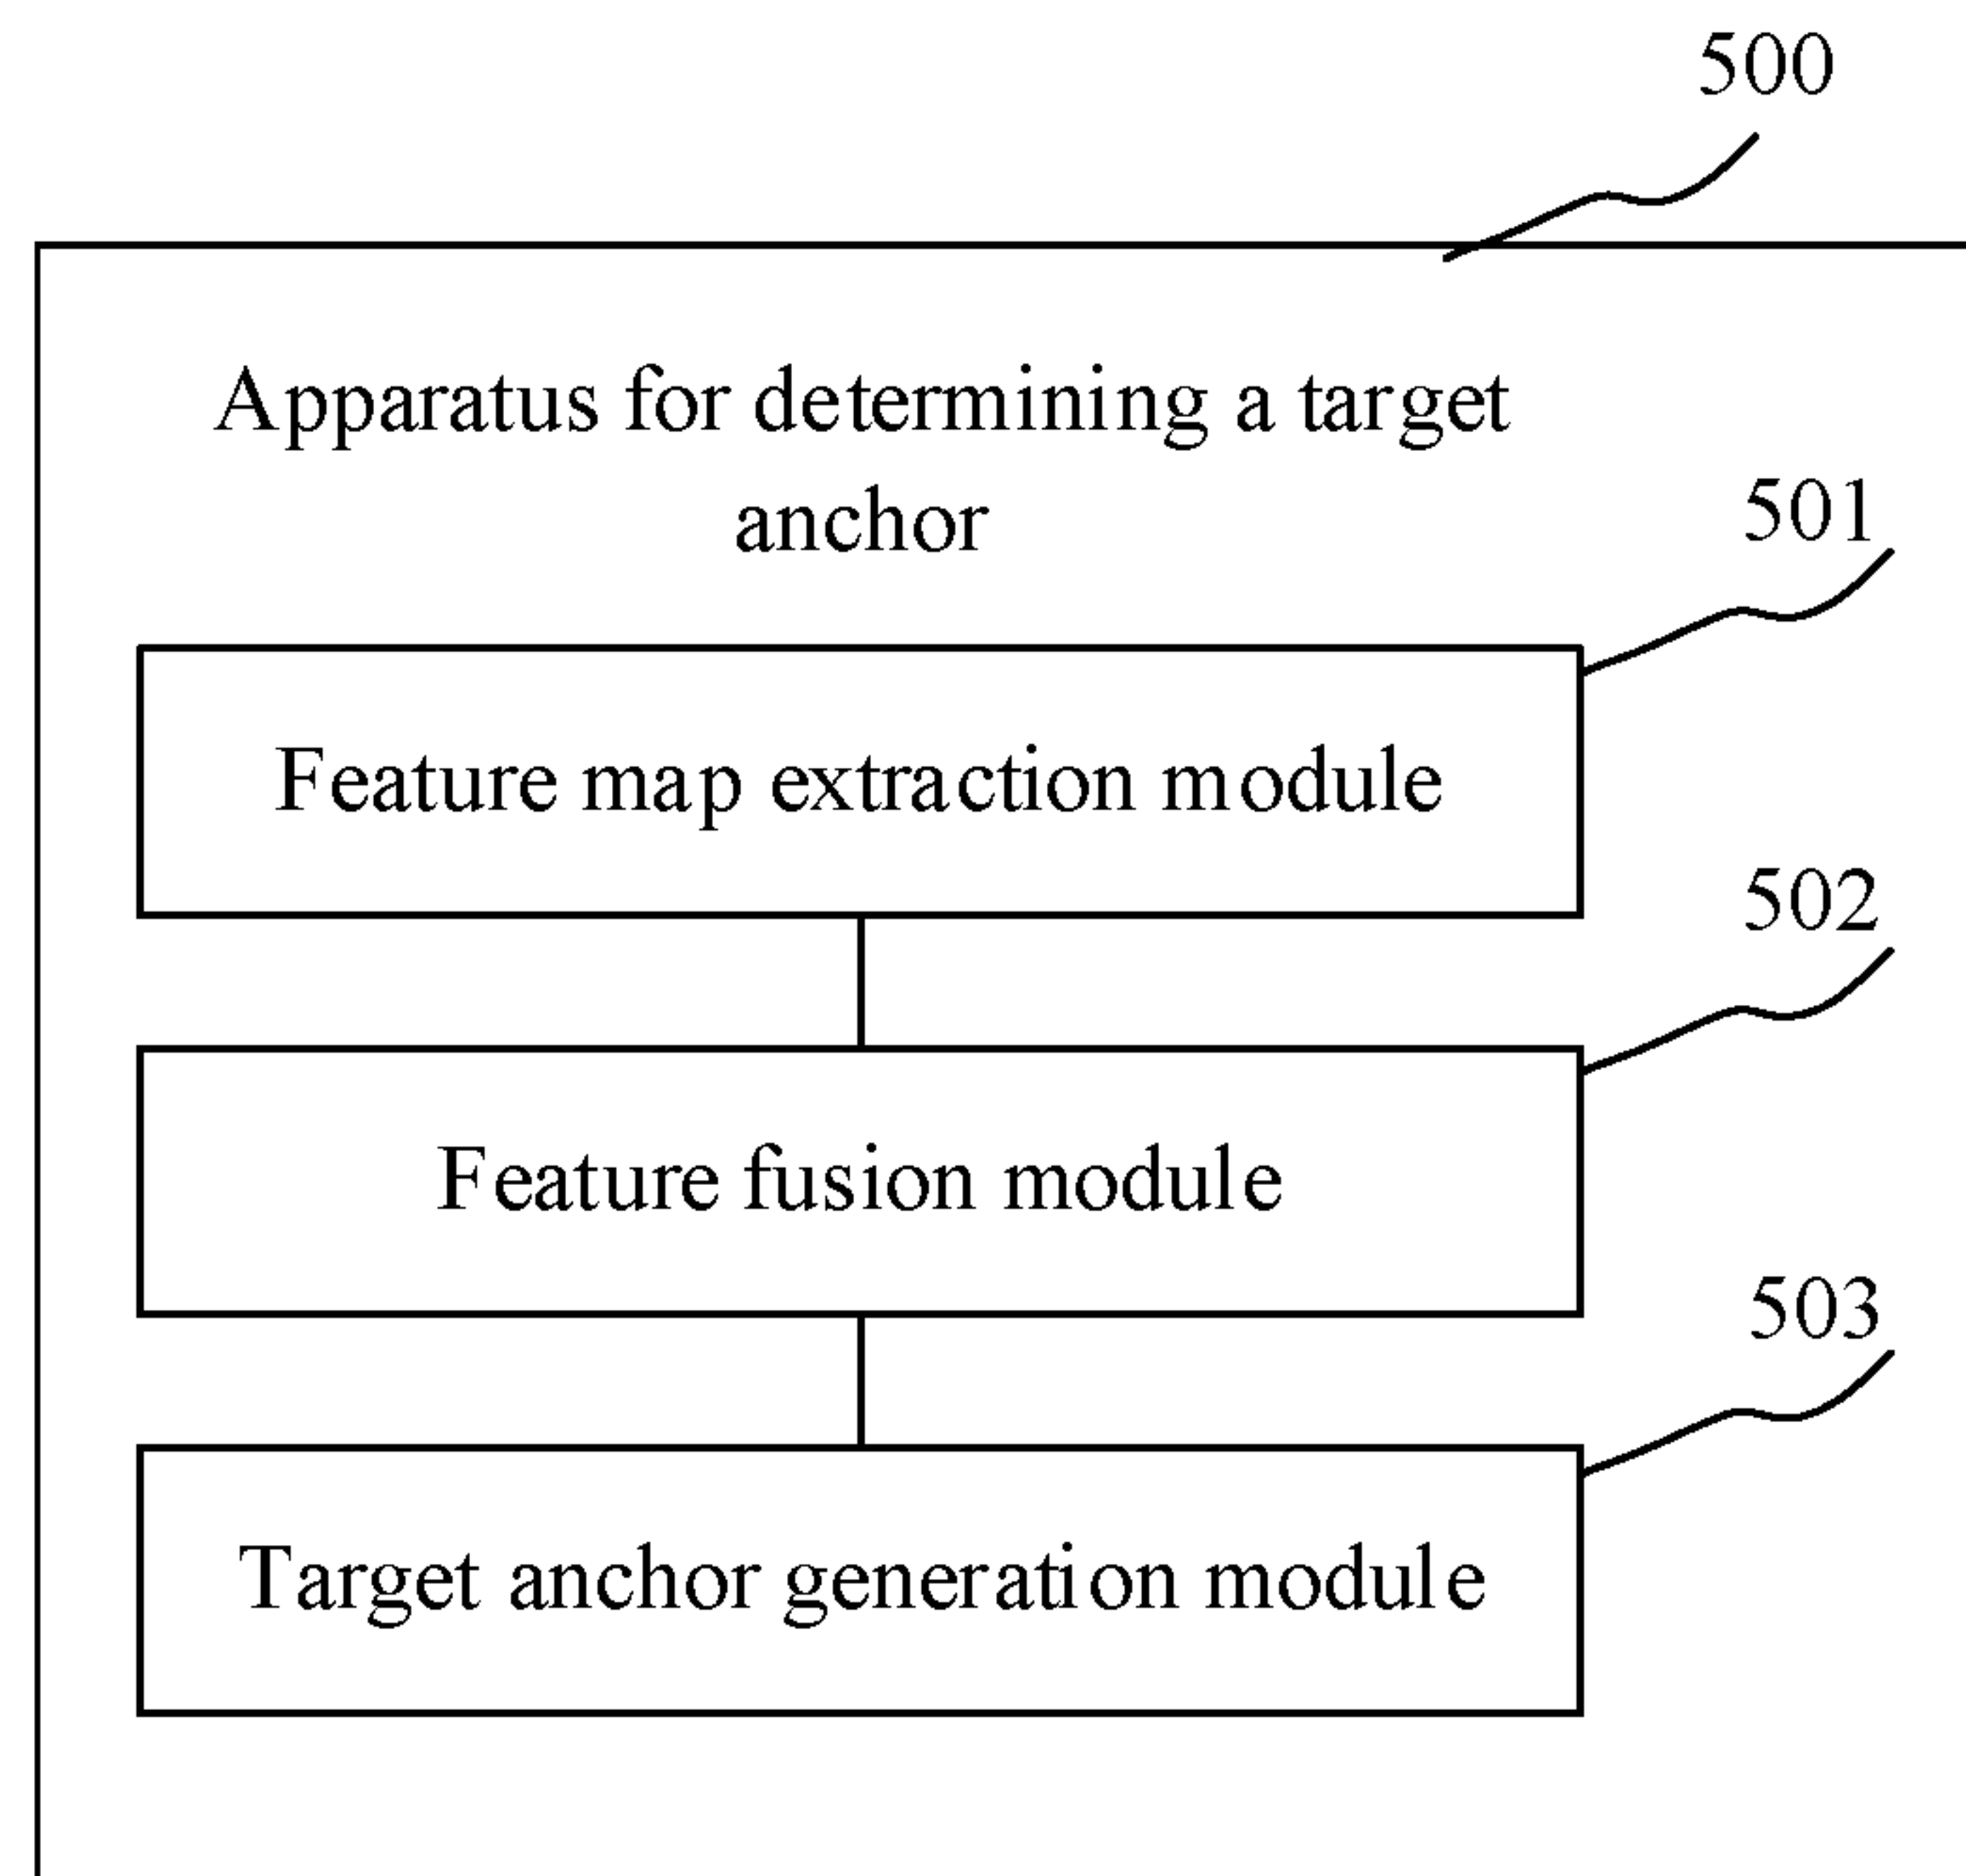 500
Apparatus for determining a target
anchor
501
Feature map extraction module
502
Feature fusion module
503
Target anchor generation module